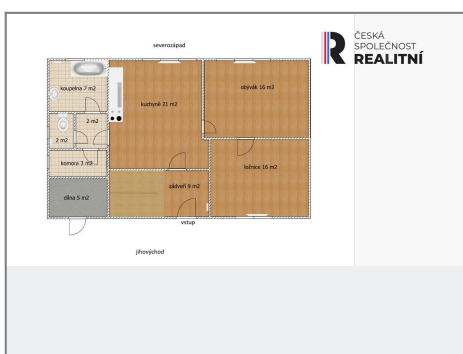 severozápad
ČESKÁ
SPOLEČNOST
REALITNÍ
koupelna 7 m2
kuchyně 21 m2
obývák 16 m2
2 m2
2 m2
komora 3 m2
ložnice 16 m2
zádveří 9 m2
dílna 5 m2
vstup
jihovýchod